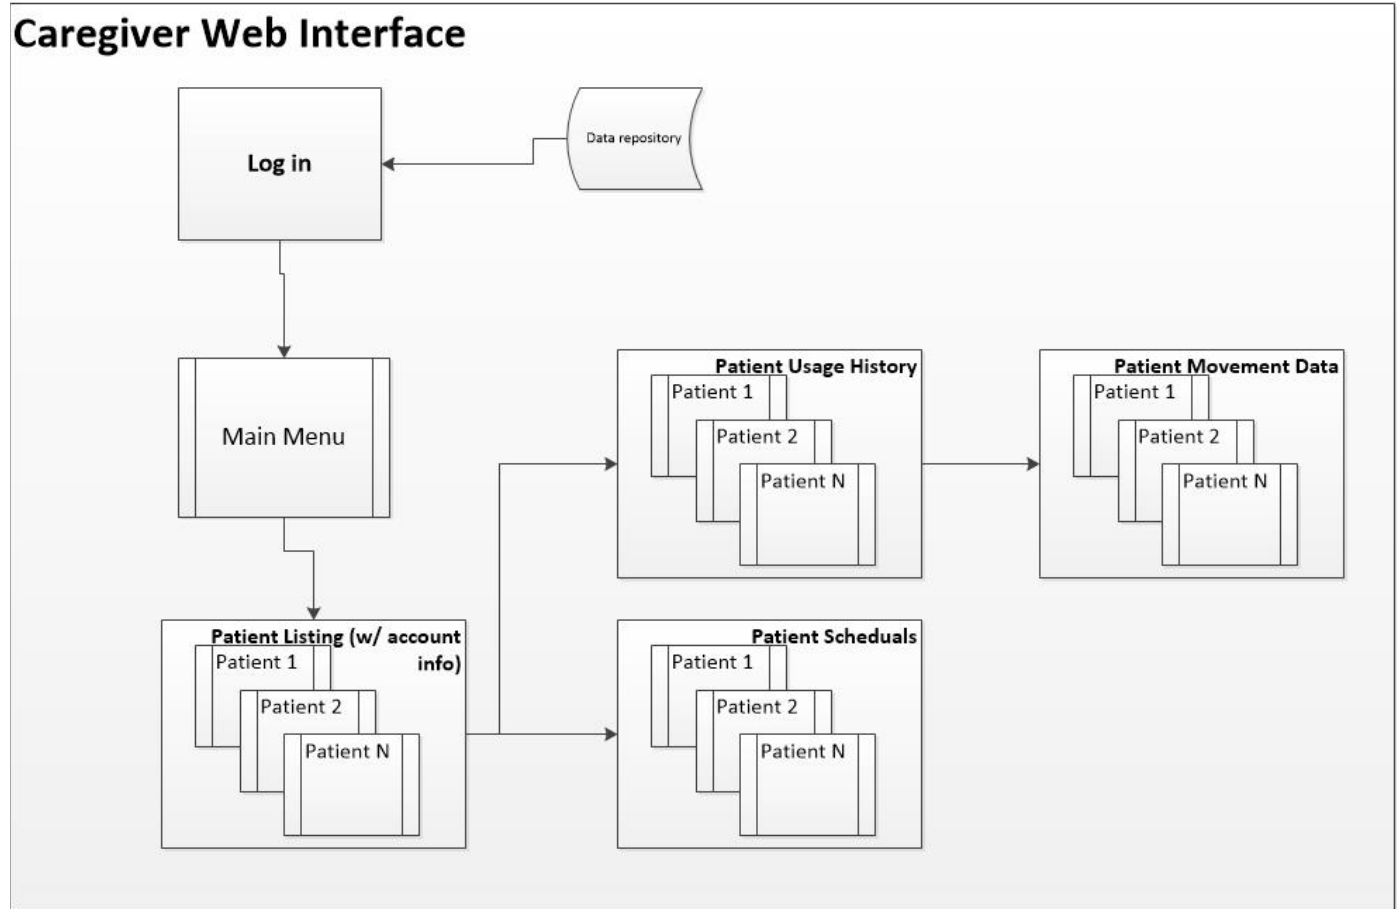 Caregiver Web Interface
Log in
Data repository
Main Menu
Patient Usage History
Patient 1
Patient 2
Patient N
Patient Movement Data
Patient 1
Patient 2
Patient N
Patient Listing (w/ account
info)
Patient 1
Patient 2
Patient N
Patient Scheduals
Patient 1
Patient 2
Patient N